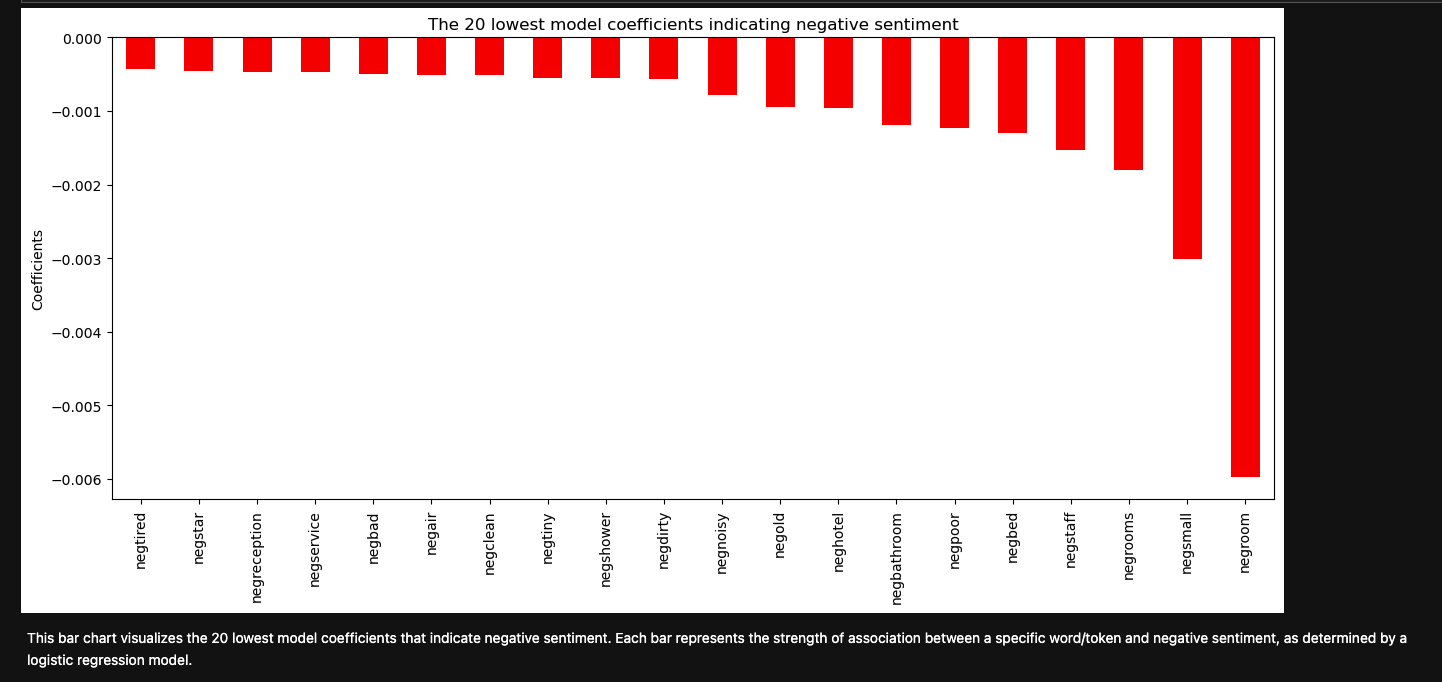 The 20 lowest model coefficients indicating negative sentiment
0.000
−0.001
−0.002
−0.003
−0.004
−0.005
−0.006
Coefficients
negtired
negstar
negreception
negservice
negbad
negair
negclean
negtiny
negshower
negdirty
negnoisy
negold
neghotel
negbathroom
negpoor
negbed
negstaff
negrooms
negsmall
negroom
This bar chart visualizes the 20 lowest model coefficients that indicate negative sentiment. Each bar represents the strength of association between a specific word/token and negative sentiment, as determined by a
logistic regression model.